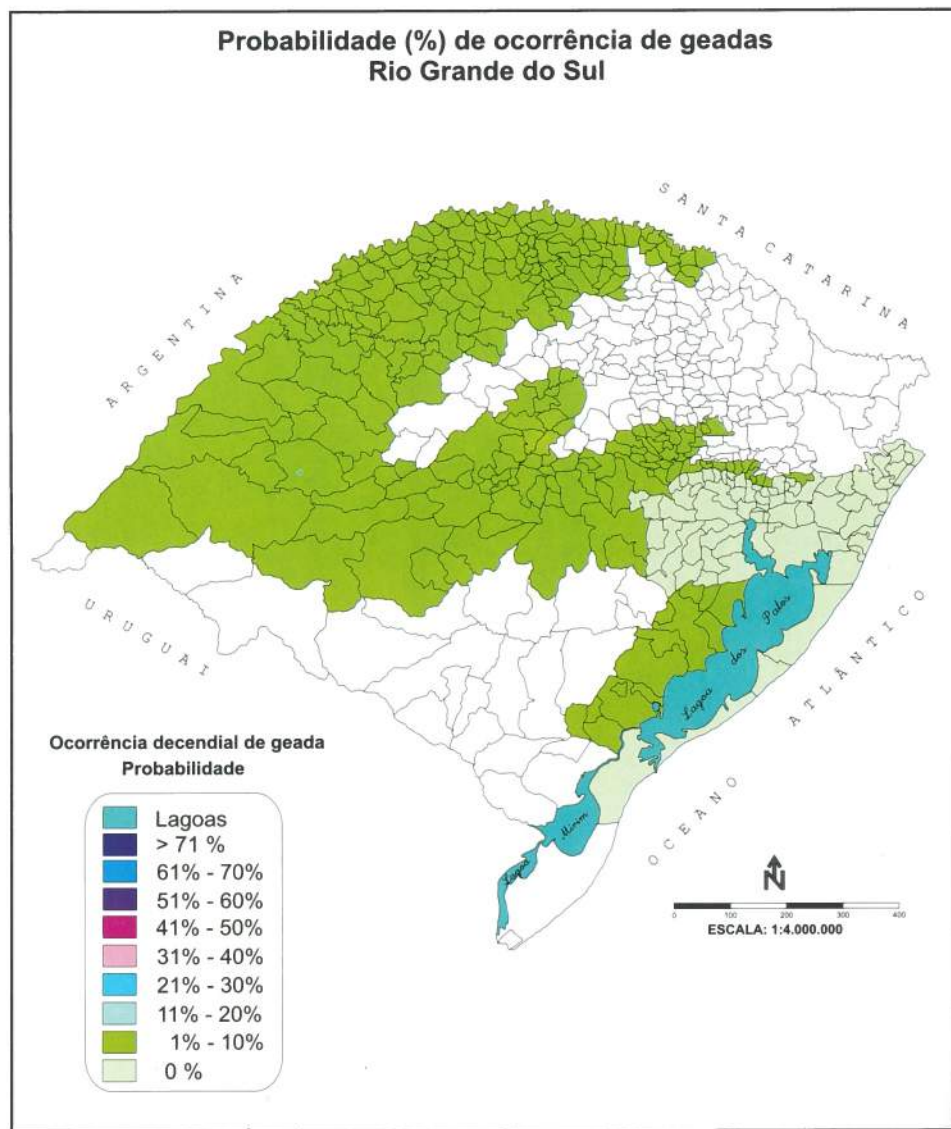 Probabilidade (%) de ocorrência de geadas
Rio Grande do Sul
SANTA CATARINA
ARGENTINA
URUGUAI
Lagoa dos Patos
OCEANO ATLÂNTICO
Lagoa Mirim
Ocorrência decendial de geada
Probabilidade
Lagoas
> 71 %
61% - 70%
51% - 60%
41% - 50%
31% - 40%
21% - 30%
11% - 20%
1% - 10%
0 %
N
0 100 200 300 400
ESCALA: 1:4.000.000